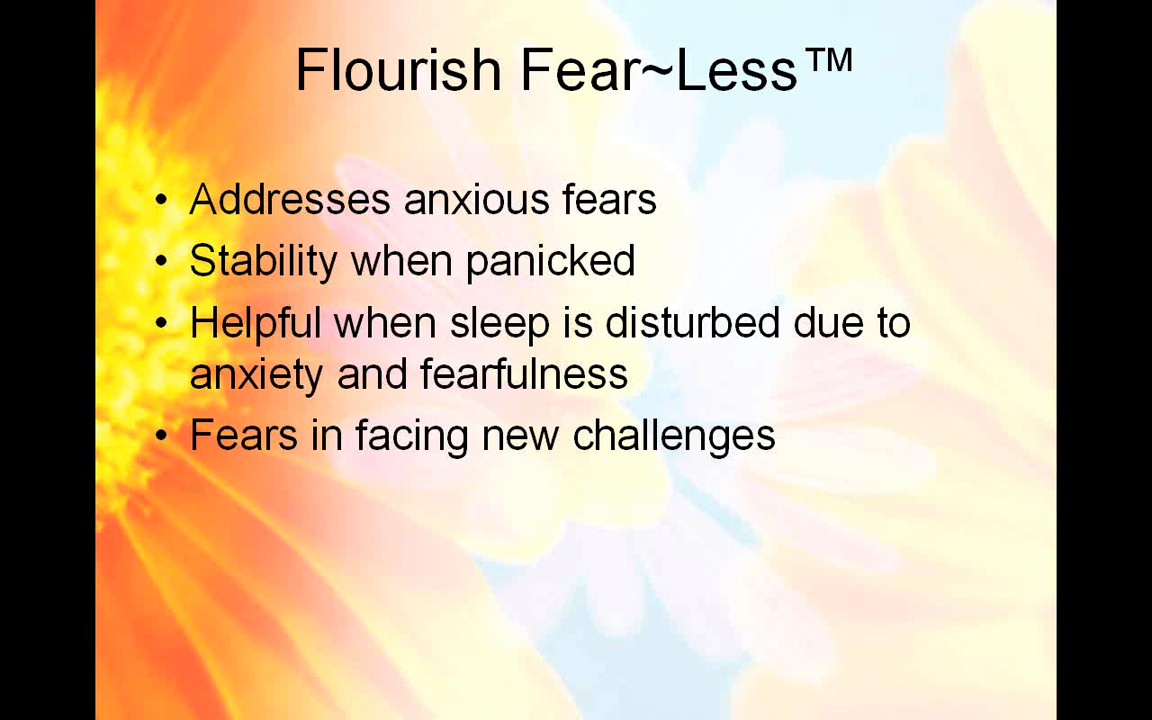 Flourish Fear~Less™
• Addresses anxious fears
• Stability when panicked
• Helpful when sleep is disturbed due to
anxiety and fearfulness
• Fears in facing new challenges